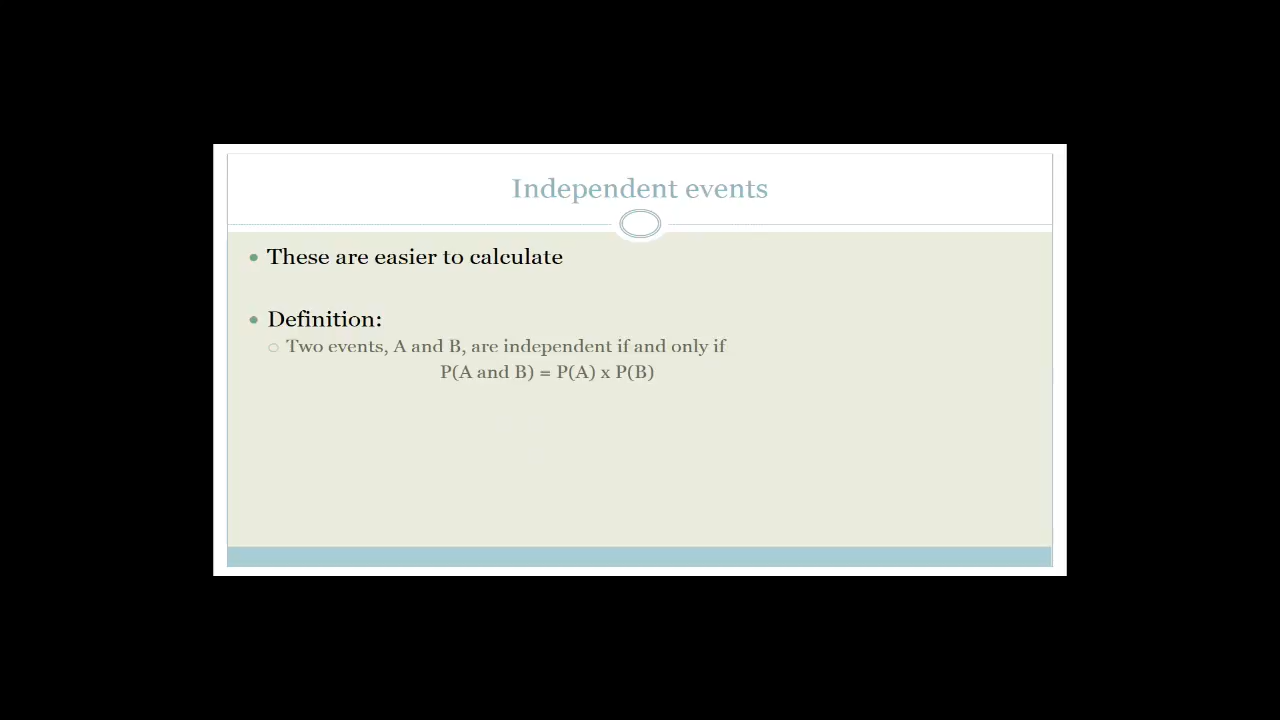 Independent events
These are easier to calculate
Definition:
Two events, A and B, are independent if and only if
P(A and B) = P(A) x P(B)